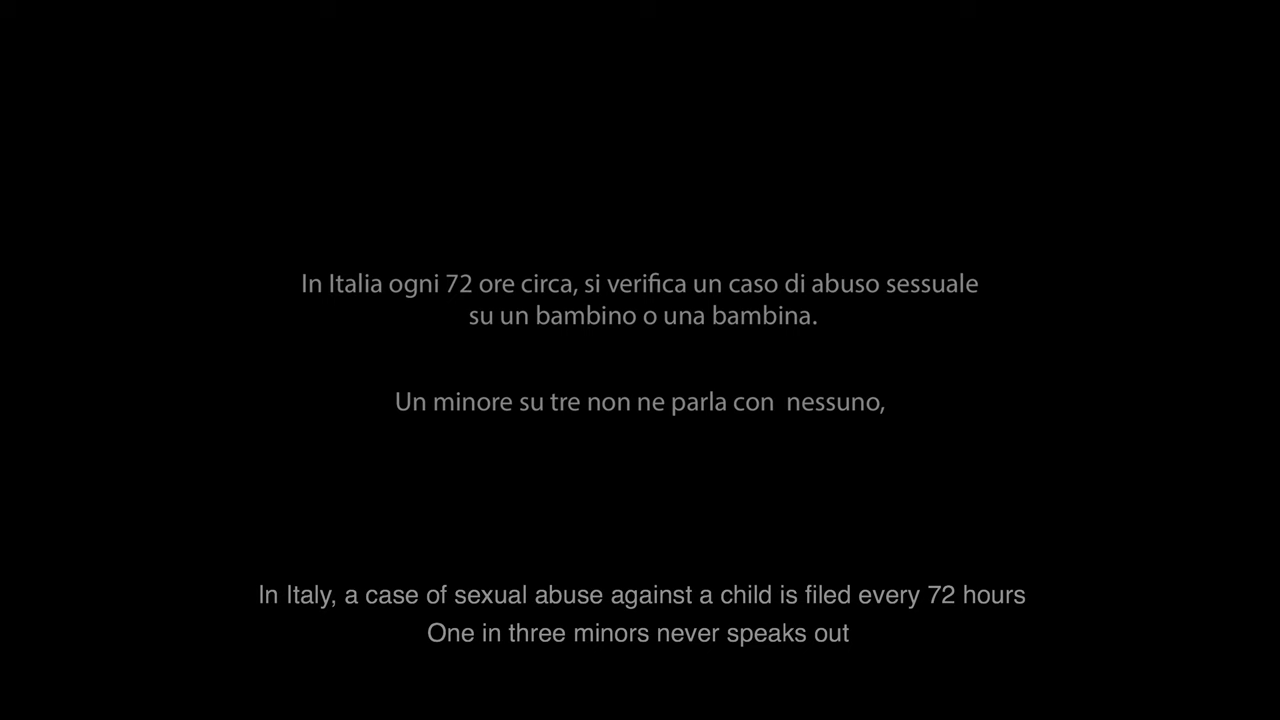 In Italia ogni 72 ore circa, si verifica un caso di abuso sessuale
su un bambino o una bambina.
Un minore su tre non ne parla con  nessuno,
In Italy, a case of sexual abuse against a child is filed every 72 hours
One in three minors never speaks out